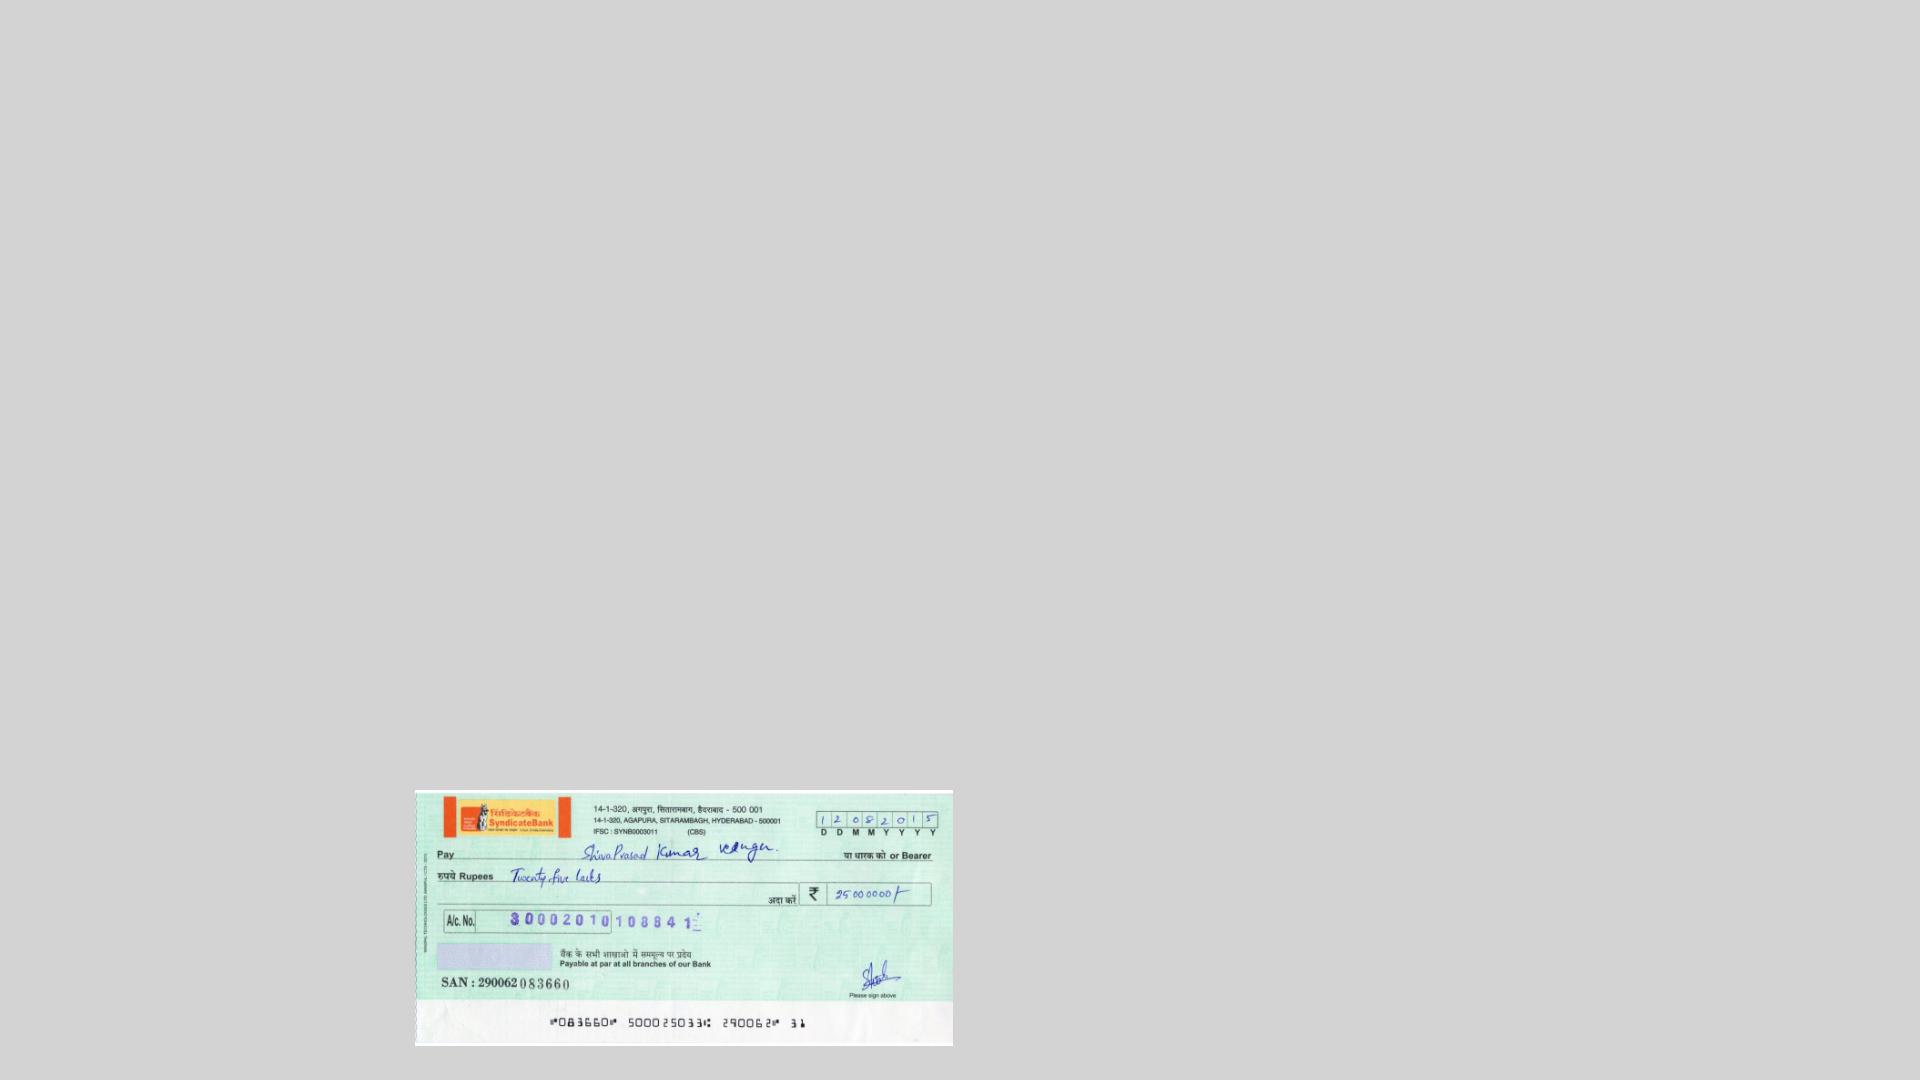 सिंडिकेटबैंक
SyndicateBank
14-1-320, अगपुरा, सितारामबाग, हैदराबाद - 500 001
14-1-320, AGAPURA, SITARAMBAGH, HYDERABAD - 500001
IFSC : SYNB0003011 (CBS)
1 2 0 8 2 0 1 5
D D M M Y Y Y Y
Pay Shiva Prasad Kumar या धारक को or Bearer
रुपये Rupees Twenty five lacks
अदा करें ₹ 25000000/-
A/c. No. 30002010108841
बैंक के सभी शाखाओ में सममूल्य पर प्रदेय
Payable at par at all branches of our Bank
SAN : 290062 083660
Please sign above
⑈083660⑈ 500025033⑆ 290062⑈ 31